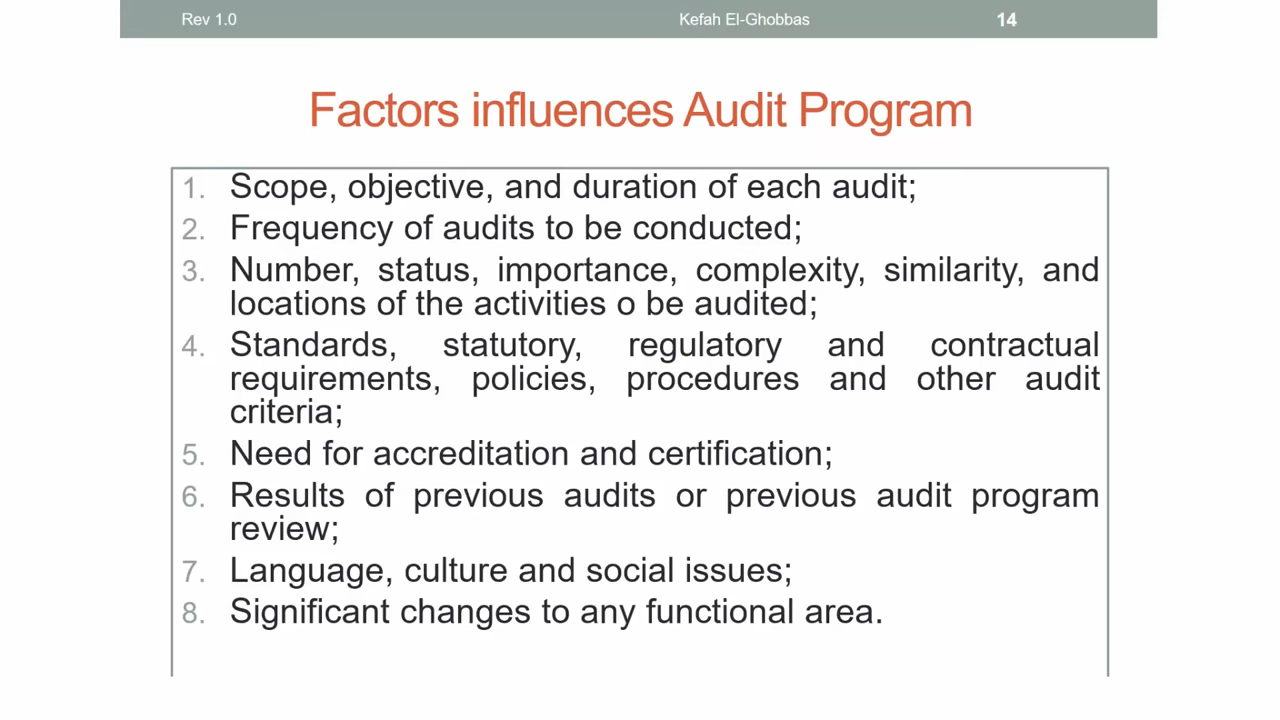 Rev 1.0 Kefah El-Ghobbas 14
Factors influences Audit Program
1. Scope, objective, and duration of each audit;
2. Frequency of audits to be conducted;
3. Number, status, importance, complexity, similarity, and
locations of the activities o be audited;
4. Standards, statutory, regulatory and contractual
requirements, policies, procedures and other audit
criteria;
5. Need for accreditation and certification;
6. Results of previous audits or previous audit program
review;
7. Language, culture and social issues;
8. Significant changes to any functional area.